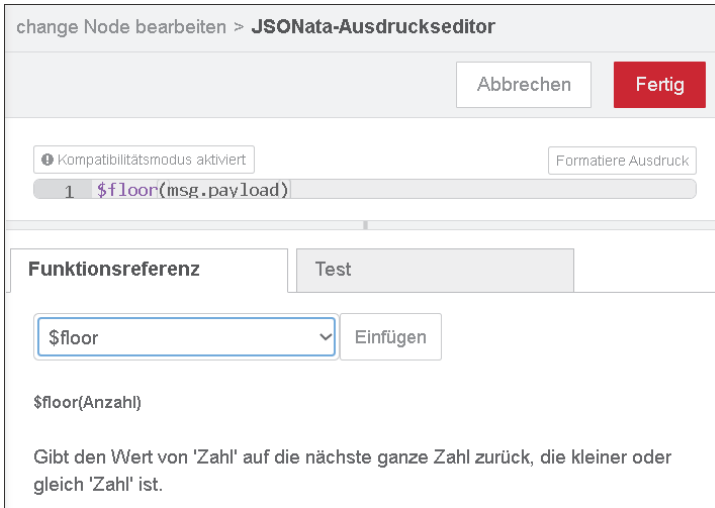 change Node bearbeiten > JSONata-Ausdruckseditor
Abbrechen
Fertig
Kompatibilitätsmodus aktiviert
Formatiere Ausdruck
1 $floor(msg.payload)
Funktionsreferenz
Test
$floor
Einfügen
$floor(Anzahl)
Gibt den Wert von 'Zahl' auf die nächste ganze Zahl zurück, die kleiner oder
gleich 'Zahl' ist.